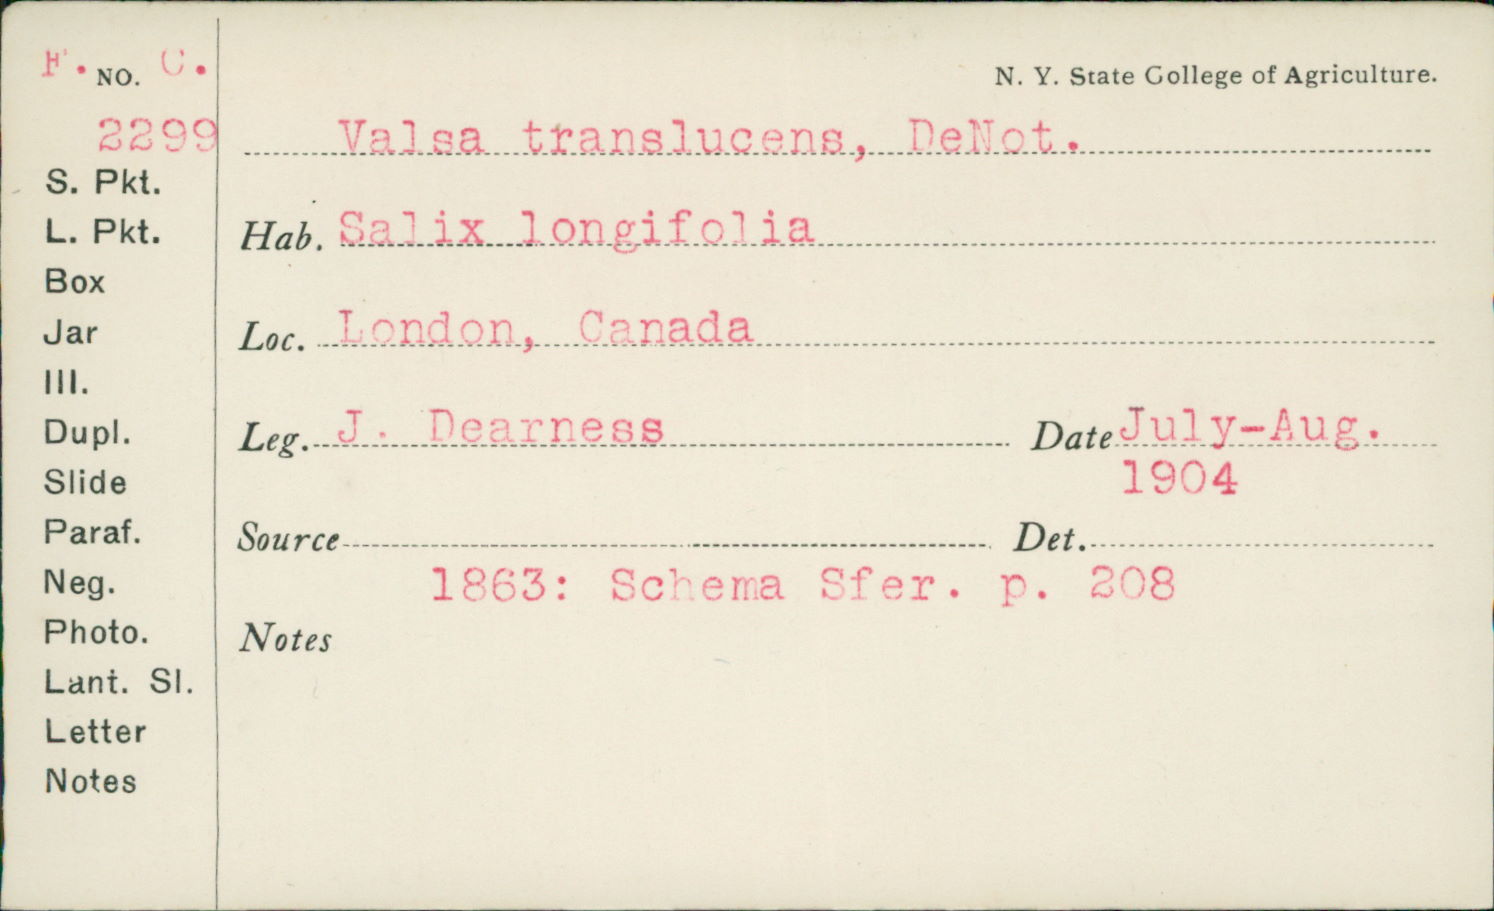 F. NO. C.
N. Y. State College of Agriculture.
2299
Valsa translucens, DeNot.
S. Pkt.
L. Pkt.
Hab. Salix longifolia
Box
Jar
Loc. London, Canada
Ill.
Dupl.
Leg. J. Dearness Date July-Aug.
1904
Slide
Paraf.
Source Det.
Neg.
1863: Schema Sfer. p. 208
Photo.
Notes
Lant. Sl.
Letter
Notes